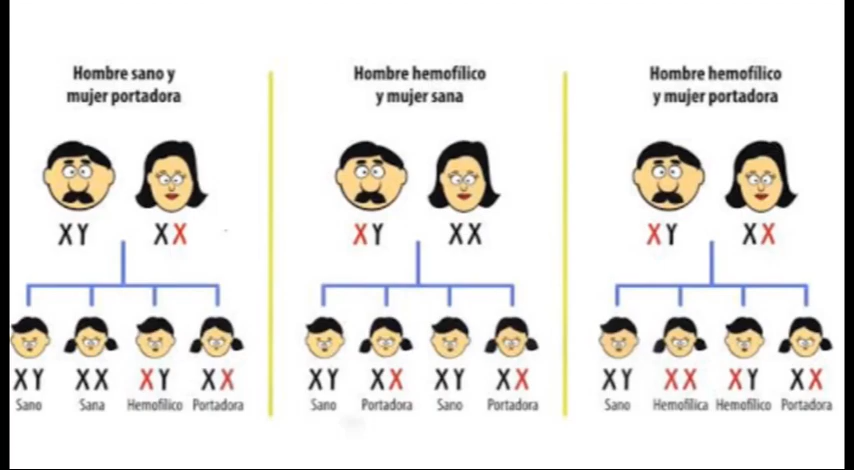 Hombre sano y
mujer portadora
XY XX
XY XX XY XX
Sano Sana Hemofílico Portadora
Hombre hemofílico
y mujer sana
XY XX
XY XX XY XX
Sano Portadora Sano Portadora
Hombre hemofílico
y mujer portadora
XY XX
XY XX XY XX
Sano Hemofílica Hemofílico Portadora